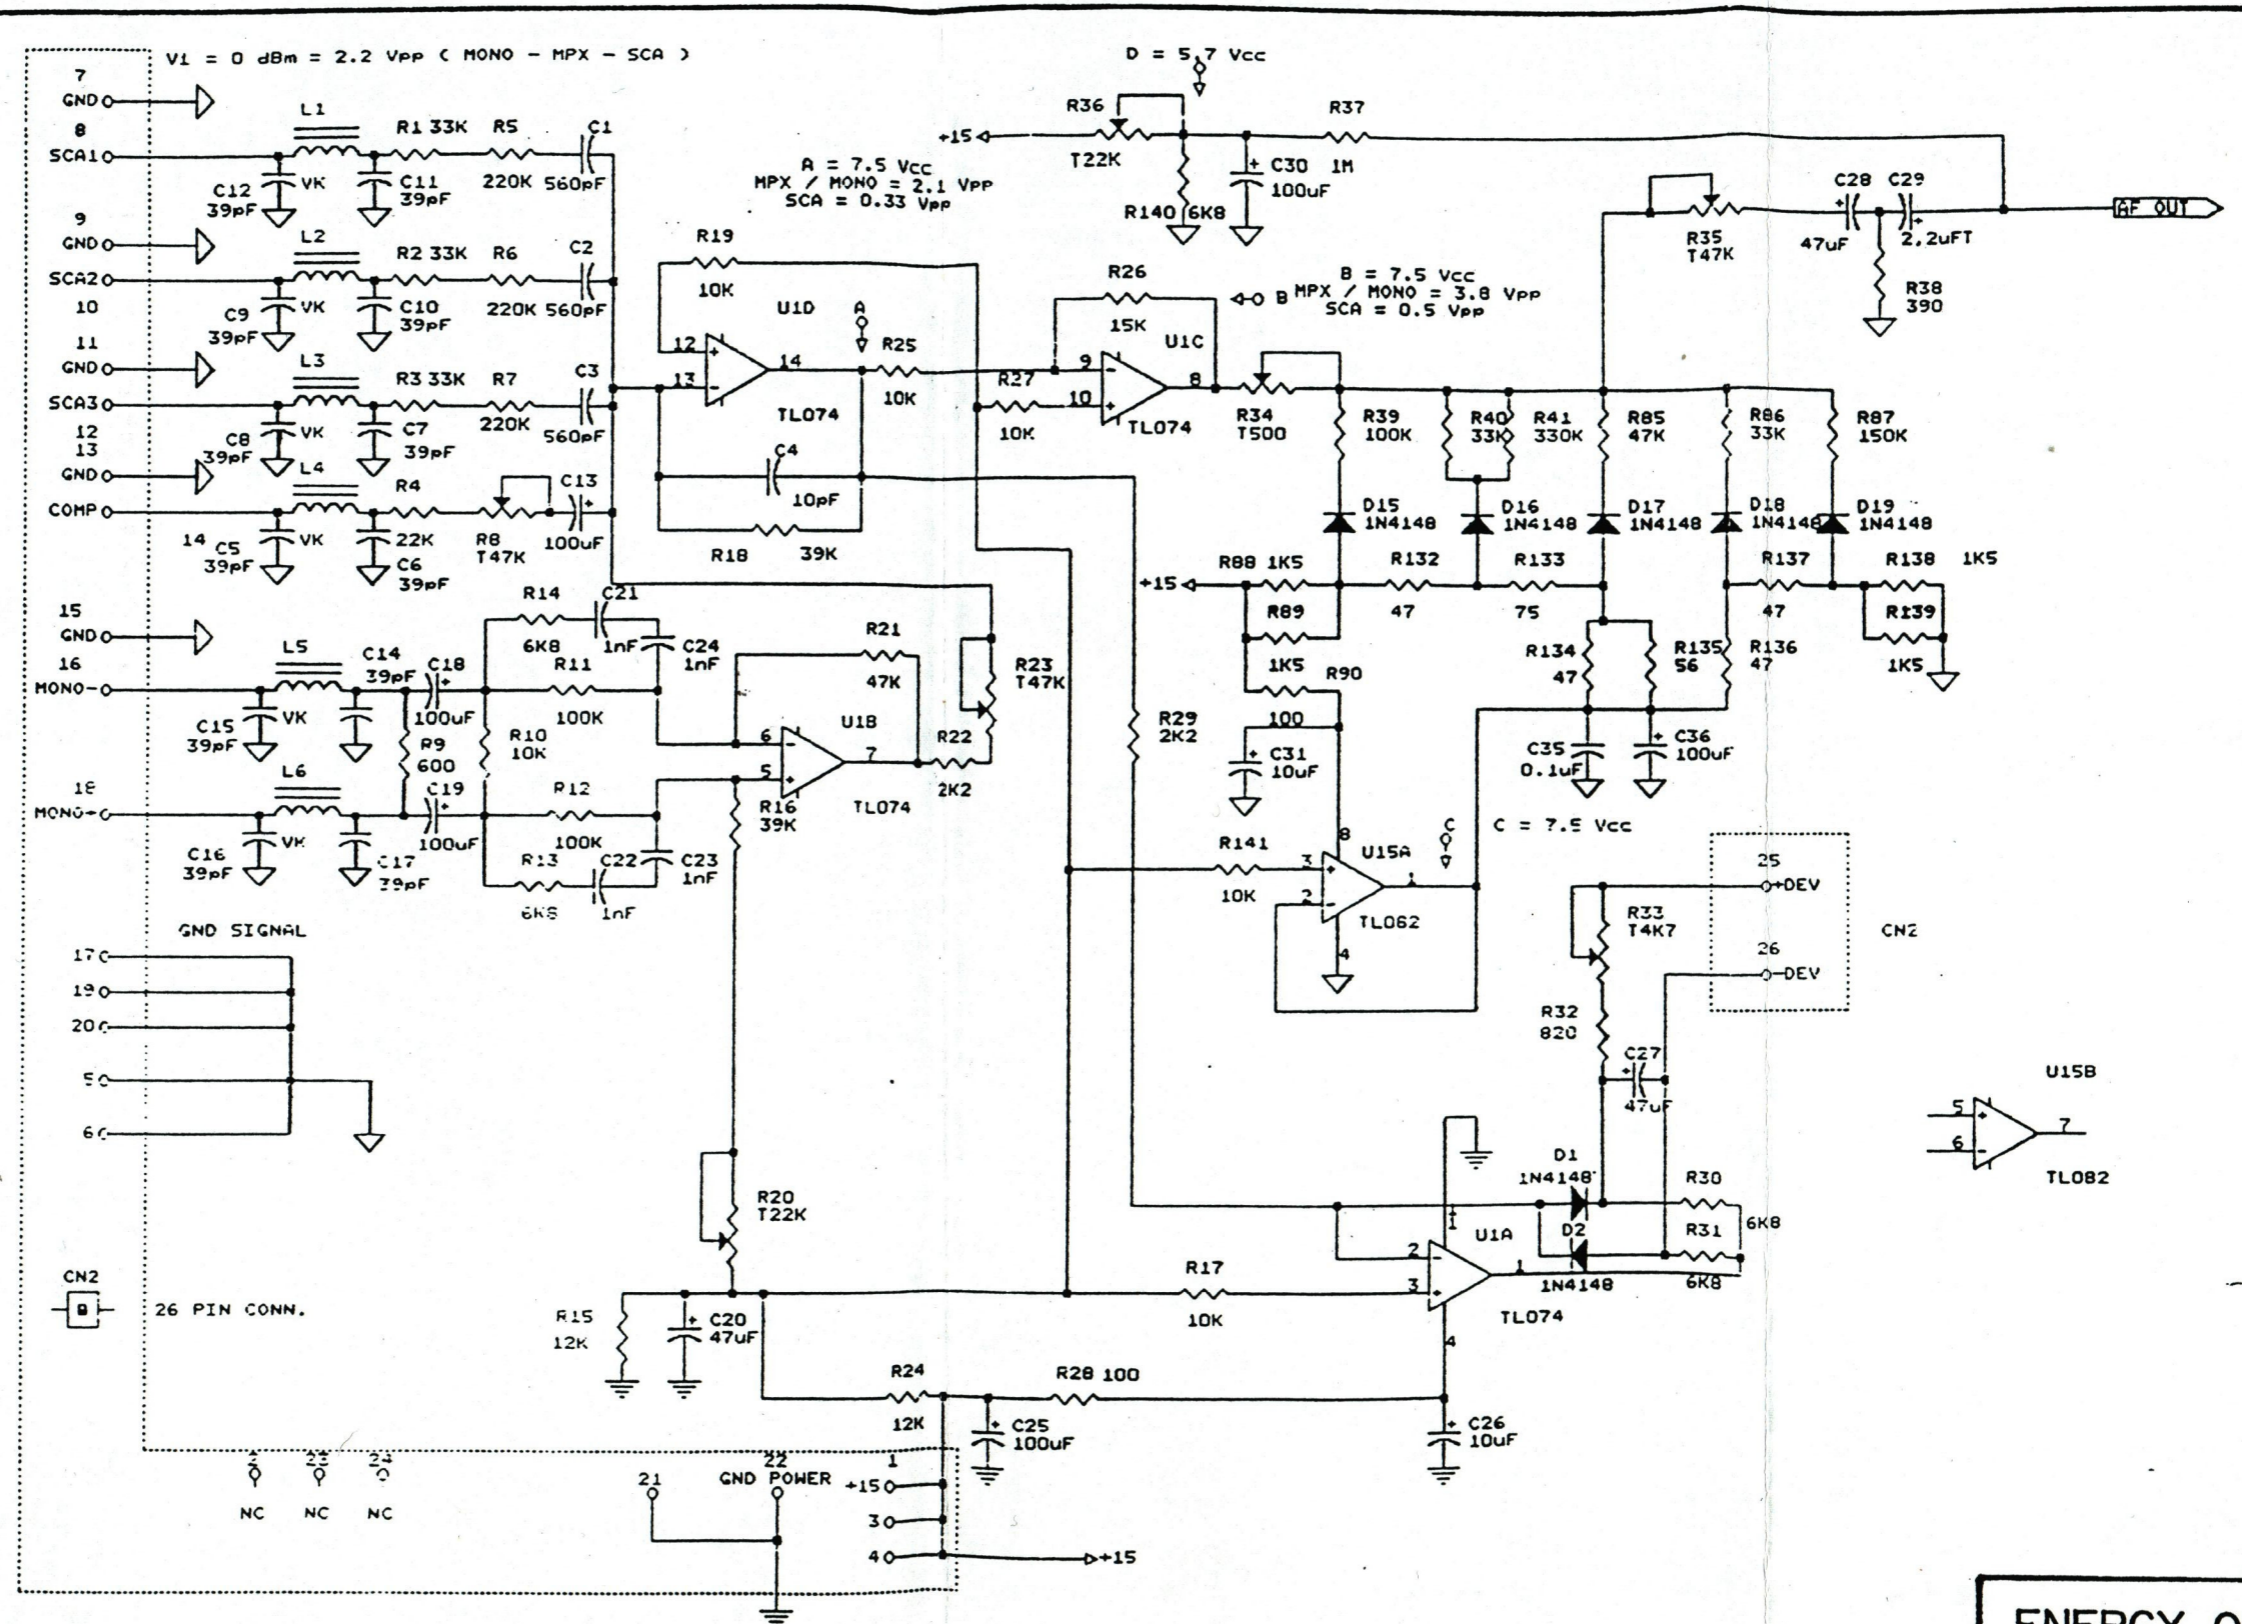 V1 = 0 dBm = 2.2 Vpp ( MONO - MPX - SCA )
D = 5,7 Vcc
7
GND
L1
8
SCA1
R1 33K R5 C1
C12
39pF
VK
C11
39pF
220K 560pF
A = 7.5 Vcc
MPX / MONO = 2.1 Vpp
SCA = 0.33 Vpp
+15
R36
T22K
R37
1M
C30
100uF
R140 6K8
C28 C29
47uF
2,2uFT
AF OUT
R35
T47K
R38
390
9
GND
L2
SCA2
R2 33K R6 C2
10
C9
39pF
VK
C10
39pF
220K 560pF
R19
10K
U1D
A
R26
15K
B
B = 7.5 Vcc
MPX / MONO = 3.8 Vpp
SCA = 0.5 Vpp
11
GND
L3
SCA3
R3 33K R7 C3
12
13
C8
39pF
VK
C7
39pF
220K
560pF
12
13
14
TL074
R25
10K
R27
10K
9
10
8
U1C
TL074
R34
T500
R39
100K
R40
33K
R41
330K
R85
47K
R86
33K
R87
150K
GND
L4
COMP
R4
22K
R8
T47K
C13
100uF
14
C5
39pF
VK
C6
39pF
C4
10pF
R18
39K
D15
1N4148
D16
1N4148
D17
1N4148
D18
1N4148
D19
1N4148
+15
R88 1K5
R89
1K5
R132
47
R133
75
R137
47
R138
1K5
R139
1K5
R134
47
R135
56
R136
47
R90
100
C31
10uF
C35
0.1uF
C36
100uF
15
GND
16
MONO-
L5
C14
39pF
C18
100uF
C15
39pF
VK
R9
600
R10
10K
R14
6K8
C21
1nF
C24
1nF
R11
100K
R21
47K
R23
T47K
U1B
6
5
7
TL074
R22
2K2
R29
2K2
18
MONO+
L6
C19
100uF
C16
39pF
VK
C17
39pF
R12
100K
R13
6K8
C22
1nF
C23
1nF
R16
39K
R141
10K
3
2
8
4
1
U15A
TL062
C
C = 7.5 Vcc
25
+DEV
26
-DEV
CN2
R33
T4K7
R32
820
C27
47uF
GND SIGNAL
17
19
20
5
6
U15B
5
6
7
TL082
R20
T22K
D1
1N4148
D2
1N4148
R30
6K8
R31
6K8
U1A
2
3
1
4
TL074
R17
10K
CN2
26 PIN CONN.
R15
12K
C20
47uF
R24
12K
R28 100
C25
100uF
C26
10uF
23
24
NC
NC
NC
21
22
GND POWER
1
+15
3
4
+15